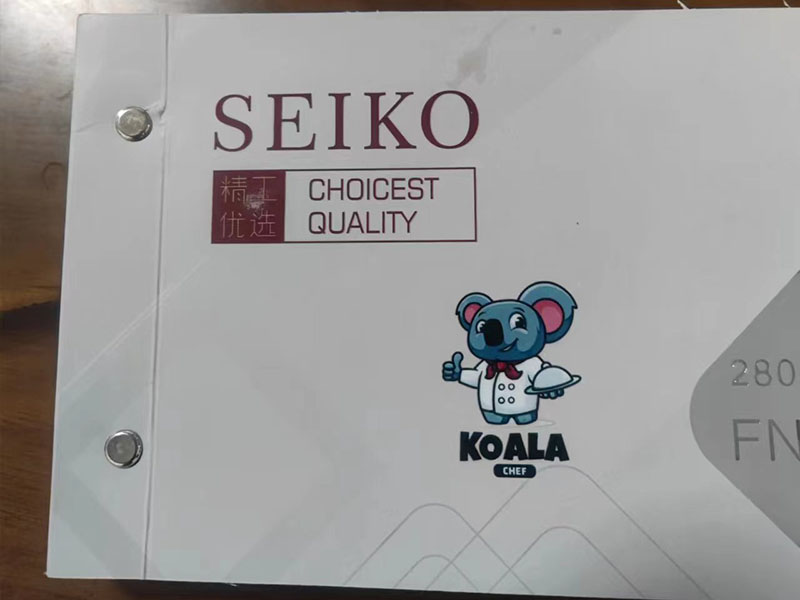 SEIKO
精工
优选
CHOICEST
QUALITY
KOALA
CHEF
280
FN